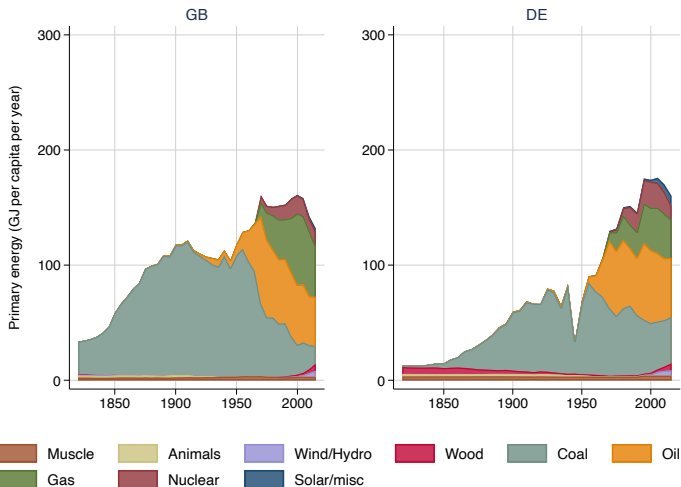 GB DE
300 300
200 200
100 100
0 0
Primary energy (GJ per capita per year)
1850 1900 1950 2000 1850 1900 1950 2000
Muscle Animals Wind/Hydro Wood Coal Oil
Gas Nuclear Solar/misc